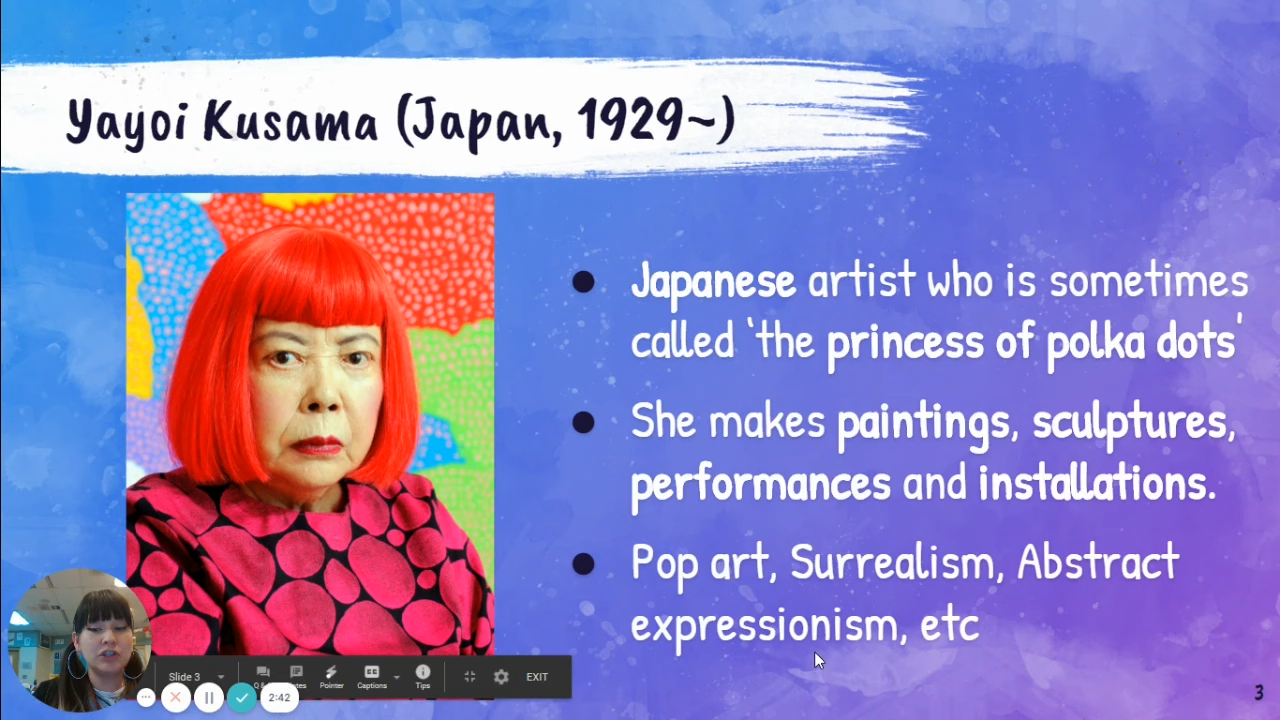 Yayoi Kusama (Japan, 1929~)
Japanese artist who is sometimes
called 'the princess of polka dots'
She makes paintings, sculptures,
performances and installations.
Pop art, Surrealism, Abstract
expressionism, etc
Slide 3
Pointer
Captions
Tips
EXIT
2:42
3